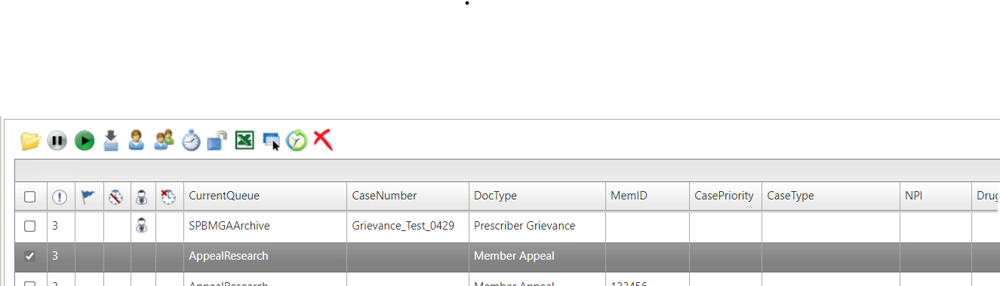 CurrentQueue CaseNumber DocType MemID CasePriority CaseType NPI Drug
3 SPBMGAArchive Grievance_Test_0429 Prescriber Grievance
3 AppealResearch Member Appeal
3 AppealResearch Member Appeal 123456